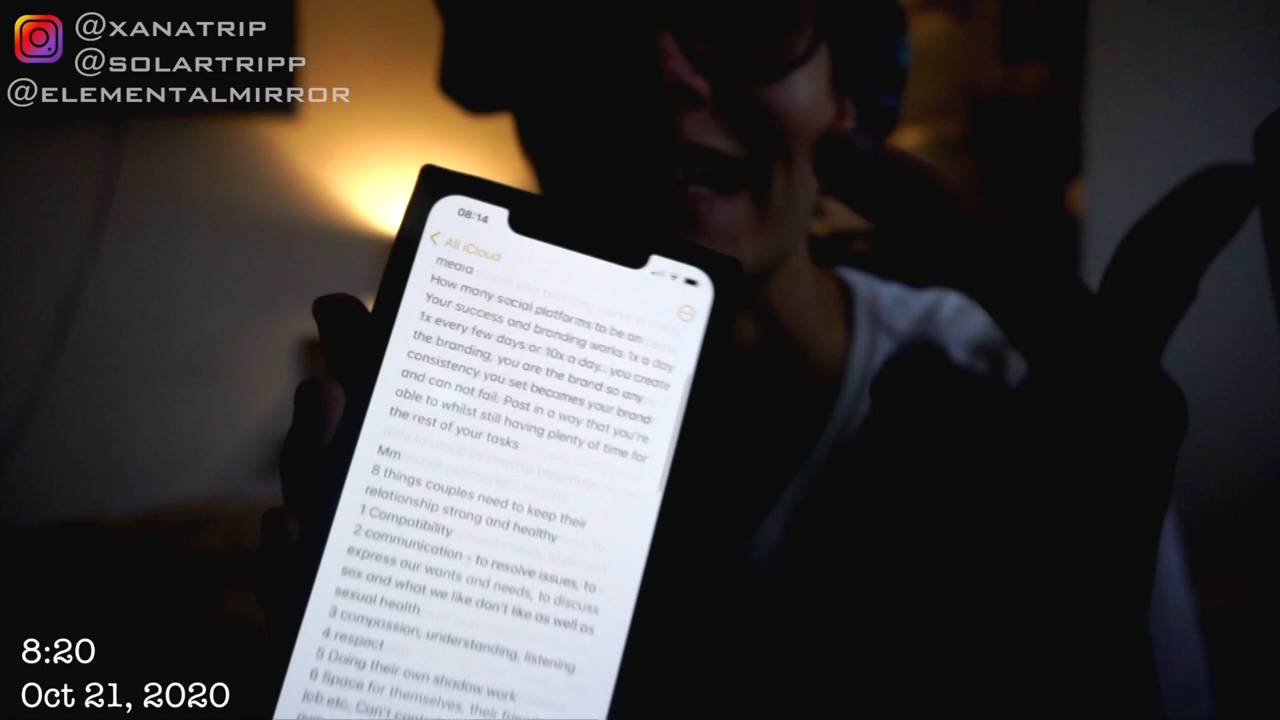 @XANATRIP
@SOLARTRIPP
@ELEMENTALMIRROR
08:14
All iCloud
media
How many social platforms to be on
Your success and branding works 1x a day
1x every few days or 10x a day... you create
the branding, you are the brand so any
consistency you set becomes your brand
and can not fail. Post in a way that you're
able to whilst still having plenty of time for
the rest of your tasks
Mm
8 things couples need to keep their
relationship strong and healthy
1 Compatibility
2 communication - to resolve issues, to
express our wants and needs, to discuss
sex and what we like don't like as well as
sexual health
3 compassion, understanding, listening
4 respect
5 Doing their own shadow work
6 Space for themselves, their
job etc. Can't
8:20
Oct 21, 2020